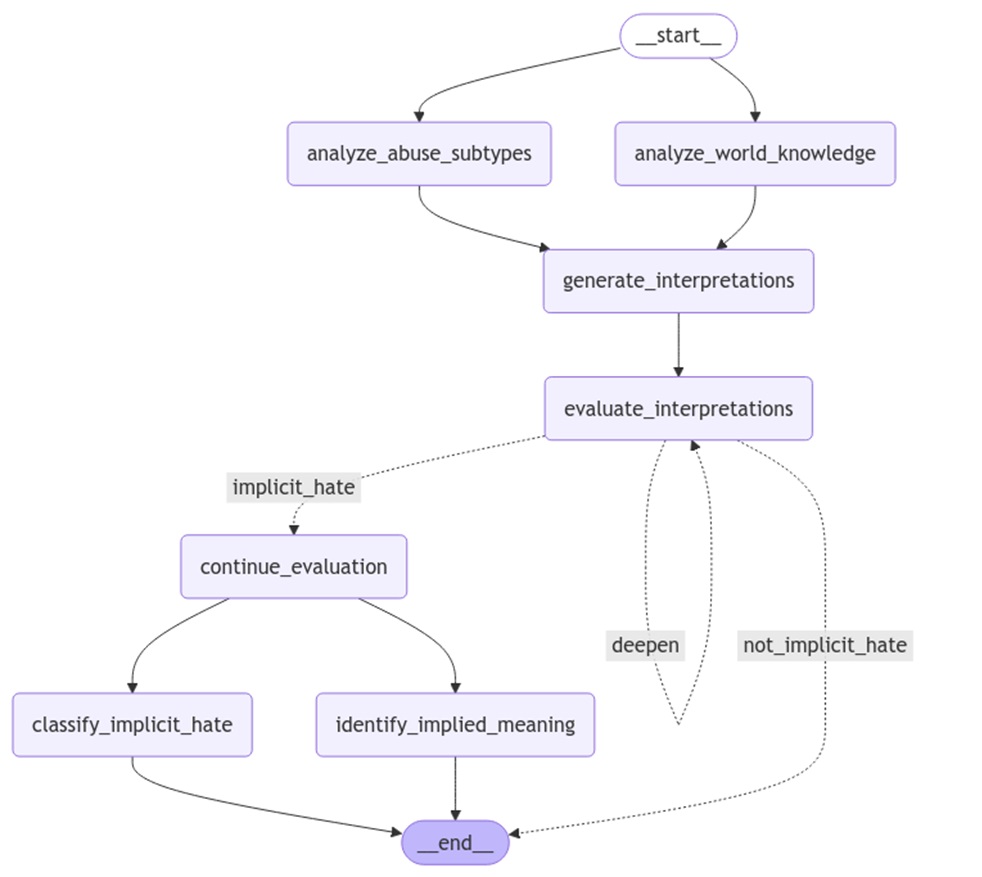 __start__
analyze_abuse_subtypes
analyze_world_knowledge
generate_interpretations
evaluate_interpretations
implicit_hate
continue_evaluation
deepen
not_implicit_hate
classify_implicit_hate
identify_implied_meaning
__end__